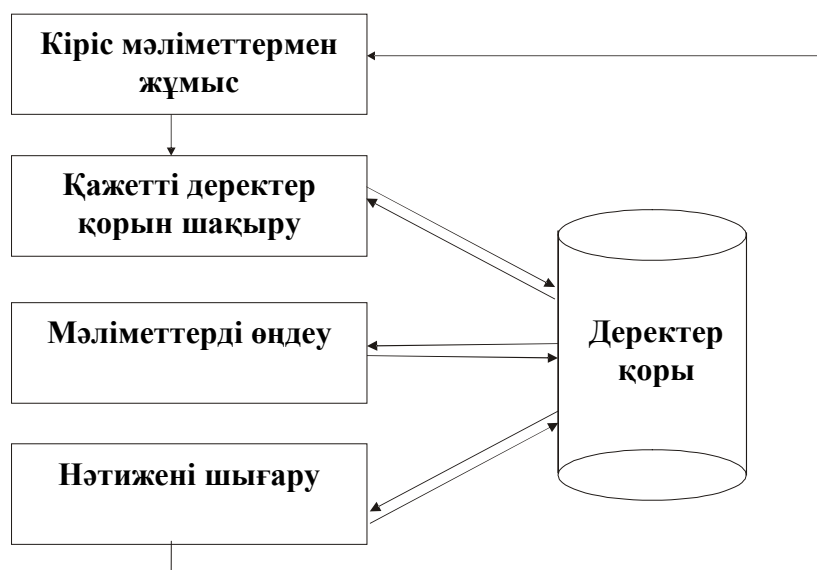 Кіріс мәліметтермен
жұмыс
Қажетті деректер
қорын шақыру
Мәліметтерді өңдеу
Деректер
қоры
Нәтижені шығару